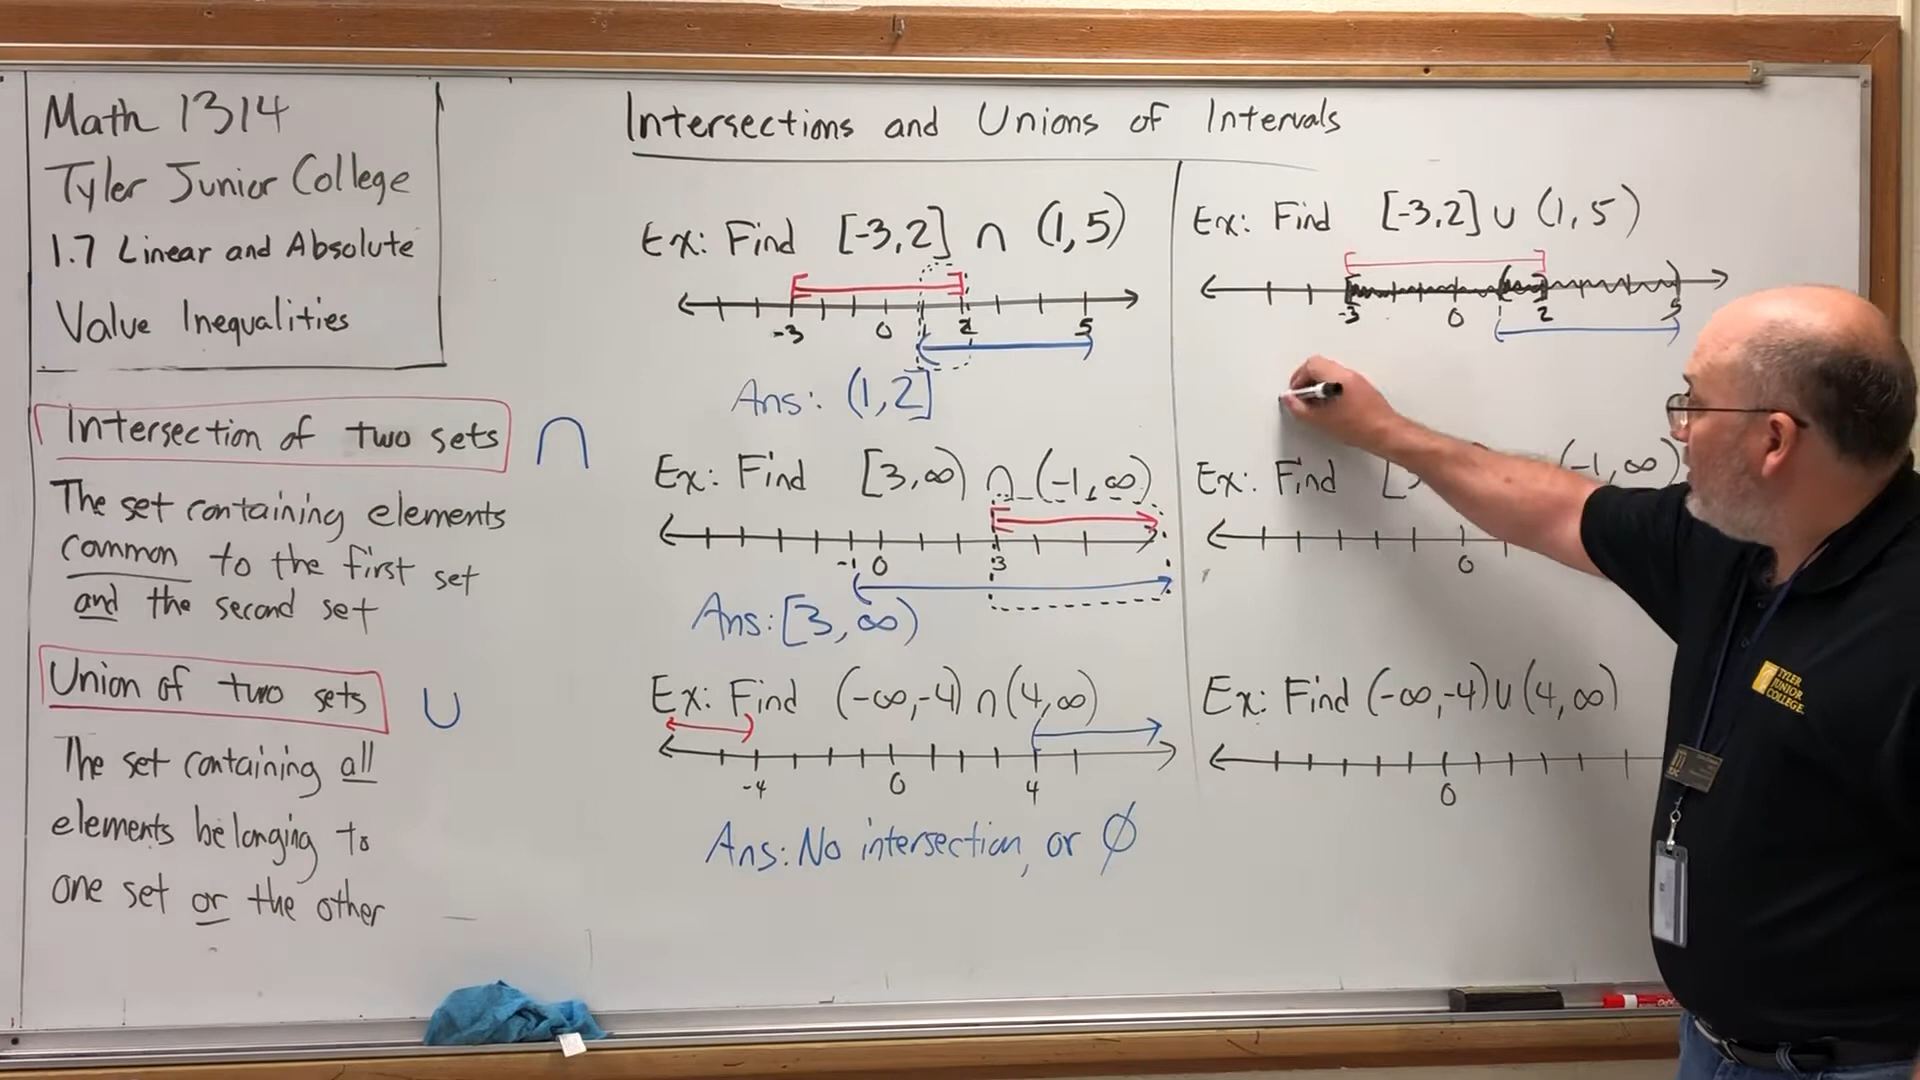 Math 1314
Tyler Junior College
1.7 Linear and Absolute
Value Inequalities
Intersection of two sets ∩
The set containing elements
common to the first set
and the second set
Union of two sets ∪
The set containing all
elements belonging to
one set or the other
Intersections and Unions of Intervals
Ex: Find [-3,2] ∩ (1,5)
-3 0 2 5
Ans: (1,2]
Ex: Find [3,∞) ∩ (-1,∞)
-1 0 3
Ans: [3,∞)
Ex: Find (-∞,-4) ∩ (4,∞)
-4 0 4
Ans: No intersection, or ∅
Ex: Find [-3,2] ∪ (1,5)
-3 0 2 5
Ex: Find [3 (-1,∞)
0
Ex: Find (-∞,-4) ∪ (4,∞)
0
TYLER
JUNIOR
COLLEGE